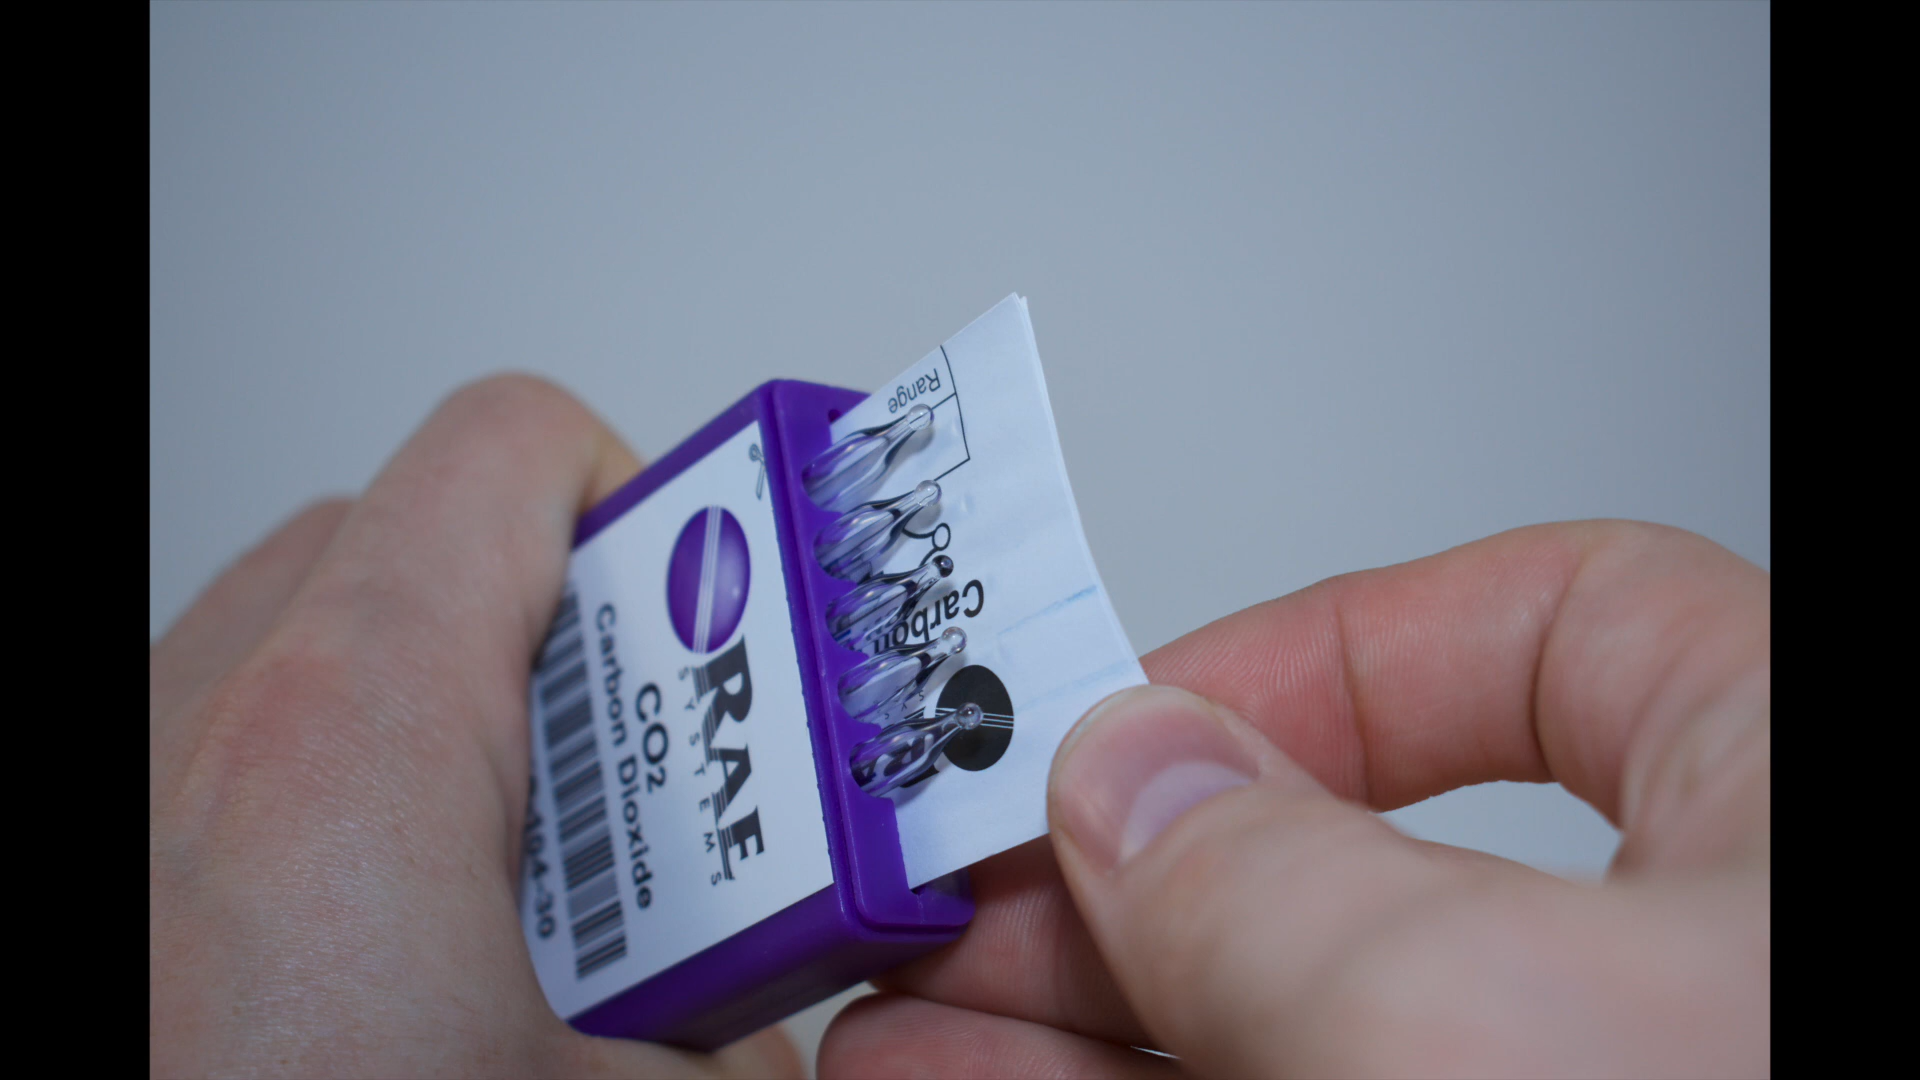 RAE
SYSTEMS
CO2
Carbon Dioxide
Range
Carbon